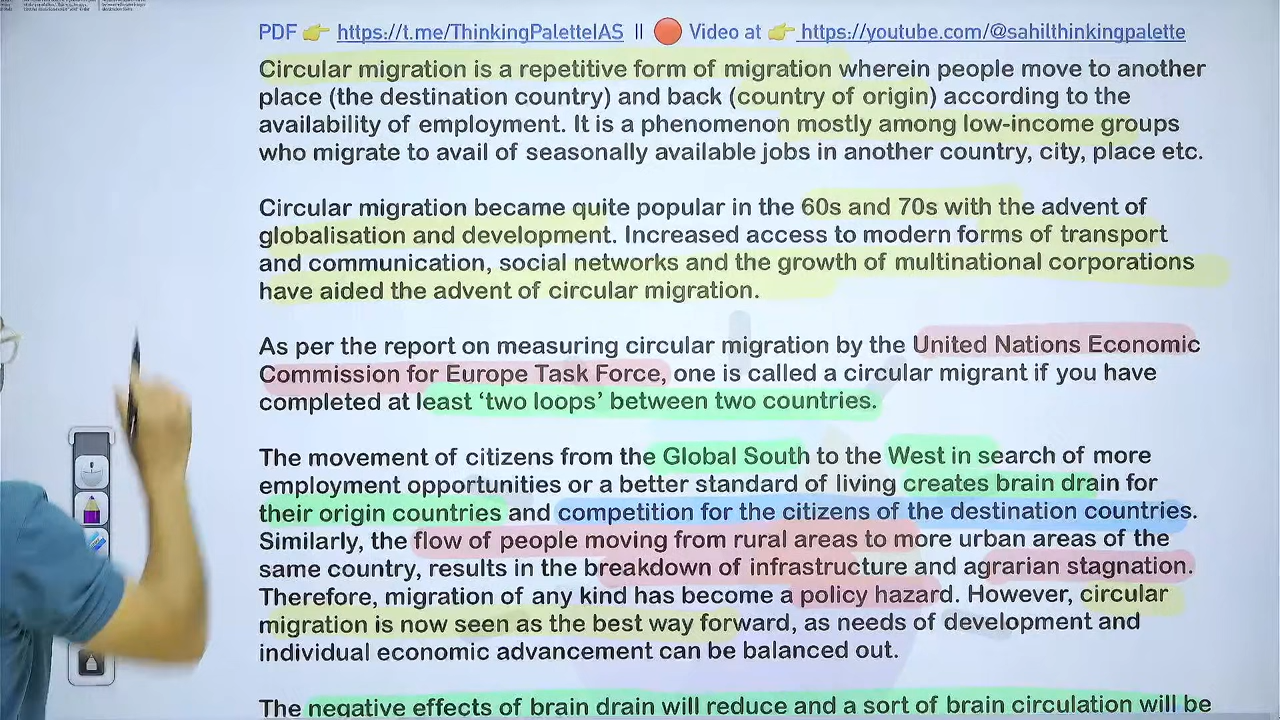 PDF 👉 https://t.me/ThinkingPaletteIAS || 🔴 Video at 👉 https://youtube.com/@sahilthinkingpalette
Circular migration is a repetitive form of migration wherein people move to another
place (the destination country) and back (country of origin) according to the
availability of employment. It is a phenomenon mostly among low-income groups
who migrate to avail of seasonally available jobs in another country, city, place etc.
Circular migration became quite popular in the 60s and 70s with the advent of
globalisation and development. Increased access to modern forms of transport
and communication, social networks and the growth of multinational corporations
have aided the advent of circular migration.
As per the report on measuring circular migration by the United Nations Economic
Commission for Europe Task Force, one is called a circular migrant if you have
completed at least ‘two loops’ between two countries.
The movement of citizens from the Global South to the West in search of more
employment opportunities or a better standard of living creates brain drain for
their origin countries and competition for the citizens of the destination countries.
Similarly, the flow of people moving from rural areas to more urban areas of the
same country, results in the breakdown of infrastructure and agrarian stagnation.
Therefore, migration of any kind has become a policy hazard. However, circular
migration is now seen as the best way forward, as needs of development and
individual economic advancement can be balanced out.
The negative effects of brain drain will reduce and a sort of brain circulation will be